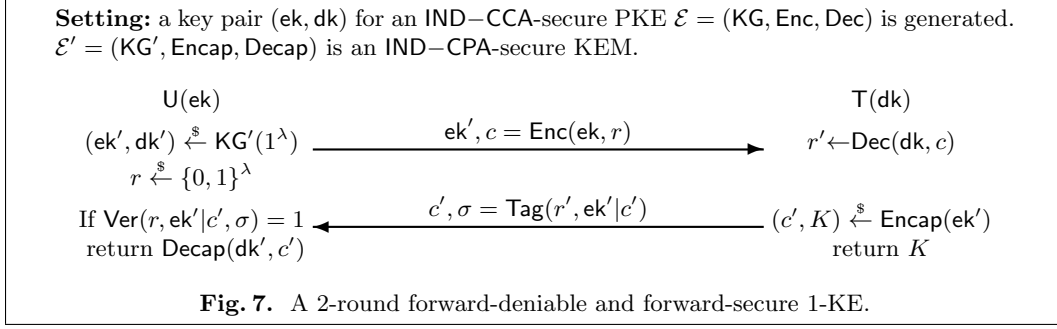 Setting: a key pair (ek, dk) for an IND−CCA-secure PKE ℰ = (KG, Enc, Dec) is generated.
ℰ′ = (KG′, Encap, Decap) is an IND−CPA-secure KEM.
U(ek) T(dk)
(ek′, dk′) ←$ KG′(1^λ) ek′, c = Enc(ek, r) r′←Dec(dk, c)
r ←$ {0, 1}^λ
If Ver(r, ek′|c′, σ) = 1 c′, σ = Tag(r′, ek′|c′) (c′, K) ←$ Encap(ek′)
return Decap(dk′, c′) return K
Fig. 7. A 2-round forward-deniable and forward-secure 1-KE.